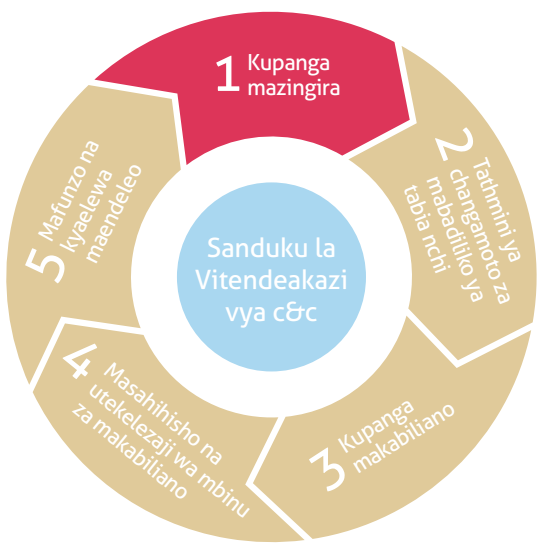 1 Kupanga
mazingira
2 Tathmini ya
changamoto za
mabadiliko ya
tabia nchi
3 Kupanga
makabiliano
4 Masahihisho na
utekelezaji wa mbinu
za makabiliano
5 Mafunzo na
kyaelewa
maendeleo
Sanduku la
Vitendeakazi
vya c&c